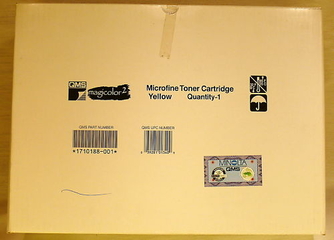 QMS
magicolor 2
Microfine Toner Cartridge
Yellow Quantity-1
QMS PART NUMBER
*1710188-001*
QMS UPC NUMBER
MINOLTA
QMS